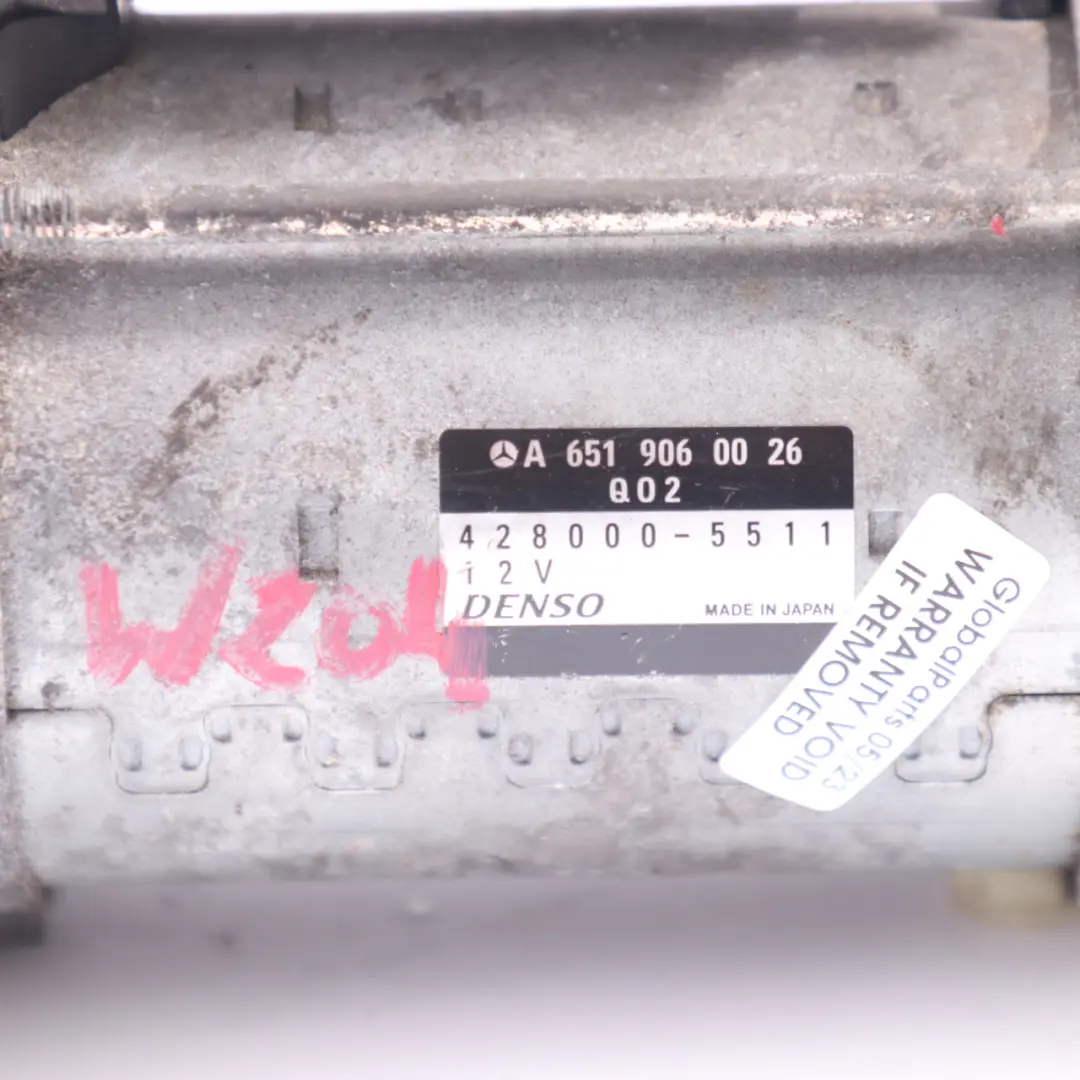 A 651 906 00 26
Q02
428000-5511
12V
DENSO
MADE IN JAPAN
W204
GlobalParts 05/23
WARRANTY VOID
IF REMOVED